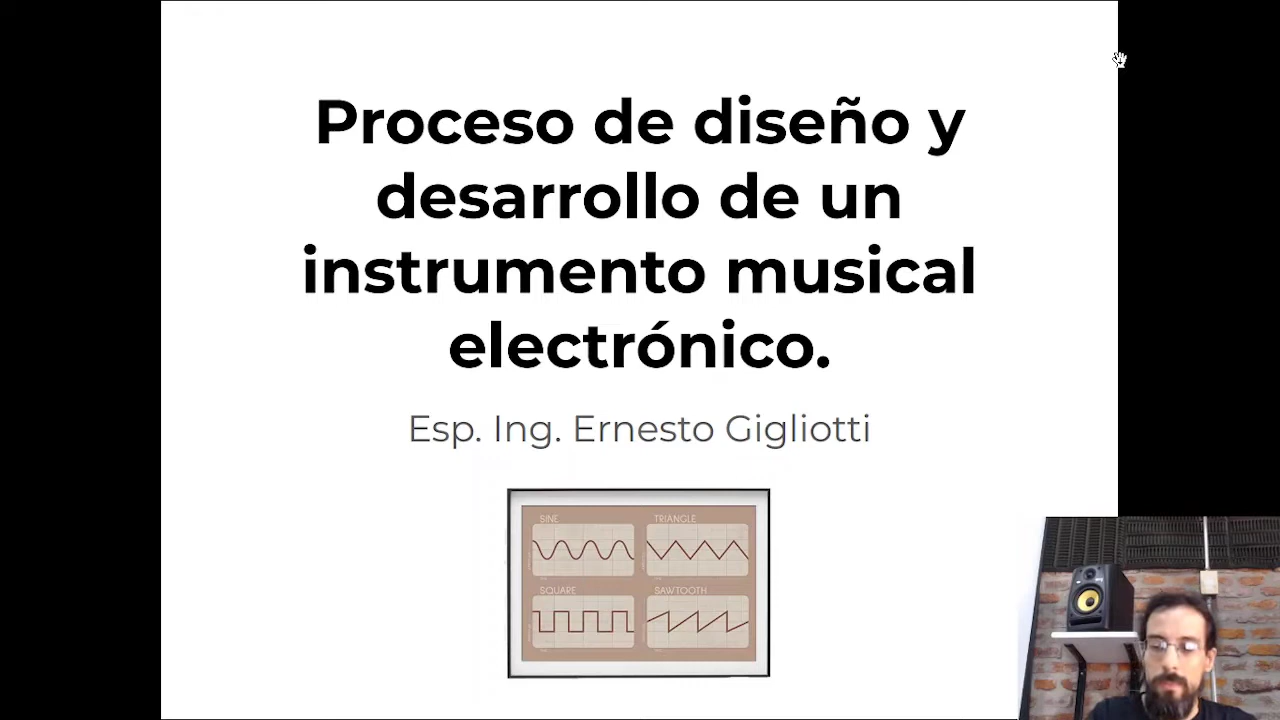 Proceso de diseño y
desarrollo de un
instrumento musical
electrónico.
Esp. Ing. Ernesto Gigliotti
SINE
TRIANGLE
SQUARE
SAWTOOTH